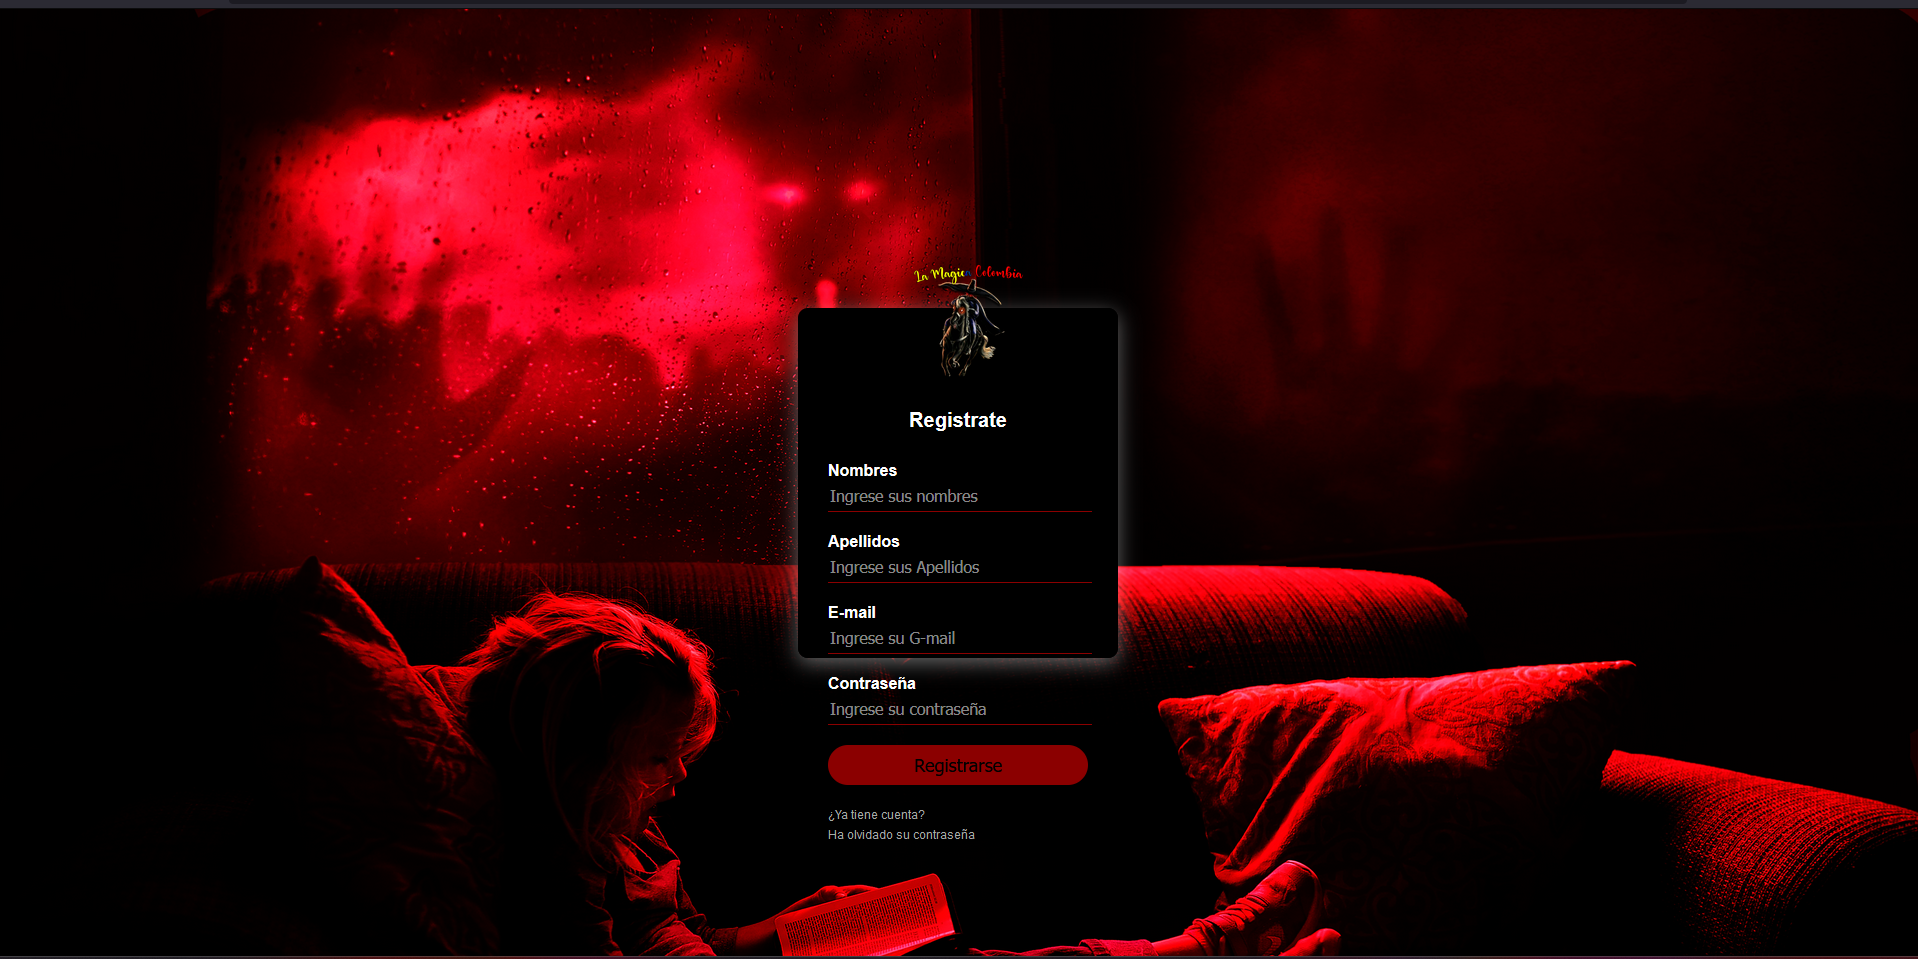 La Magica Colombia
Registrate
Nombres
Ingrese sus nombres
Apellidos
Ingrese sus Apellidos
E-mail
Ingrese su G-mail
Contraseña
Ingrese su contraseña
Registrarse
¿Ya tiene cuenta?
Ha olvidado su contraseña